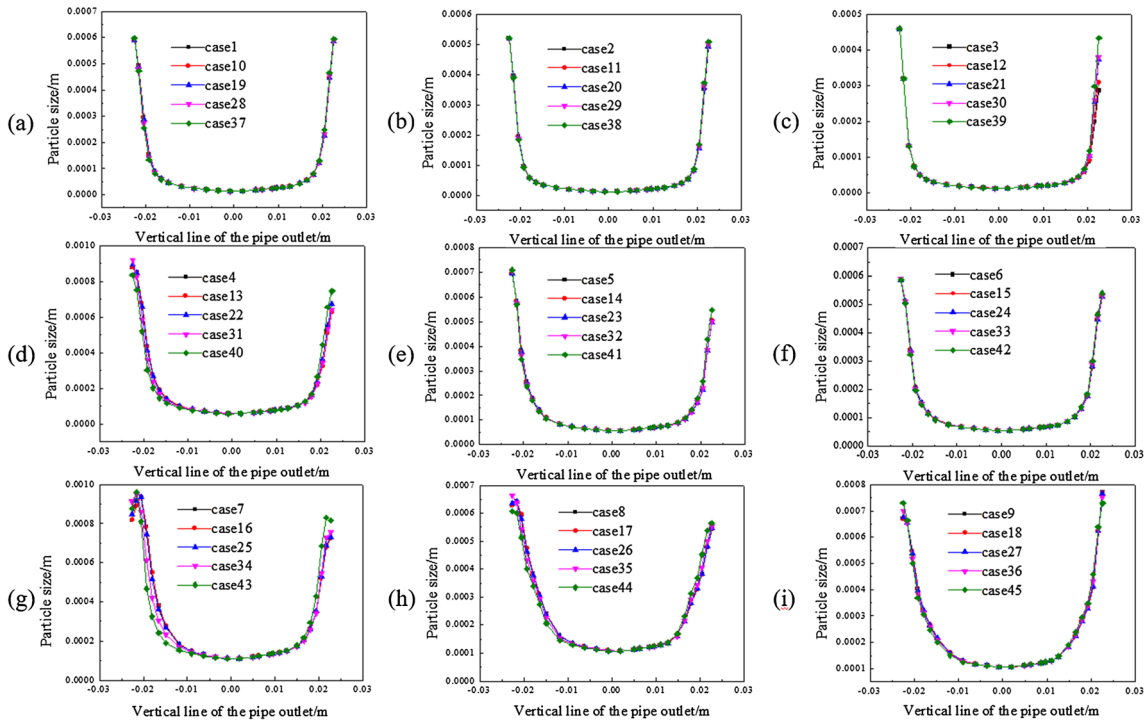 (a)
Particle size/m
0.0007
0.0006
0.0005
0.0004
0.0003
0.0002
0.0001
0.0000
case1
case10
case19
case28
case37
-0.03 -0.02 -0.01 0.00 0.01 0.02 0.03
Vertical line of the pipe outlet/m
(b)
Particle size/m
0.0006
0.0005
0.0004
0.0003
0.0002
0.0001
0.0000
case2
case11
case20
case29
case38
-0.03 -0.02 -0.01 0.00 0.01 0.02 0.03
Vertical line of the pipe outlet/m
(c)
Particle size/m
0.0005
0.0004
0.0003
0.0002
0.0001
0.0000
case3
case12
case21
case30
case39
-0.03 -0.02 -0.01 0.00 0.01 0.02 0.03
Vertical line of the pipe outlet/m
(d)
Particle size/m
0.0010
0.0008
0.0006
0.0004
0.0002
0.0000
case4
case13
case22
case31
case40
-0.03 -0.02 -0.01 0.00 0.01 0.02 0.03
Vertical line of the pipe outlet/m
(e)
Particle size/m
0.0008
0.0007
0.0006
0.0005
0.0004
0.0003
0.0002
0.0001
0.0000
case5
case14
case23
case32
case41
-0.03 -0.02 -0.01 0.00 0.01 0.02 0.03
Vertical line of the pipe outlet/m
(f)
Particle size/m
0.0007
0.0006
0.0005
0.0004
0.0003
0.0002
0.0001
0.0000
case6
case15
case24
case33
case42
-0.03 -0.02 -0.01 0.00 0.01 0.02 0.03
Vertical line of the pipe outlet/m
(g)
Particle size/m
0.0010
0.0008
0.0006
0.0004
0.0002
0.0000
case7
case16
case25
case34
case43
-0.03 -0.02 -0.01 0.00 0.01 0.02 0.03
Vertical line of the pipe outlet/m
(h)
Particle size/m
0.0007
0.0006
0.0005
0.0004
0.0003
0.0002
0.0001
0.0000
case8
case17
case26
case35
case44
-0.03 -0.02 -0.01 0.00 0.01 0.02 0.03
Vertical line of the pipe outlet/m
(i)
Particle size/m
0.0008
0.0007
0.0006
0.0005
0.0004
0.0003
0.0002
0.0001
case9
case18
case27
case36
case45
-0.03 -0.02 -0.01 0.00 0.01 0.02 0.03
Vertical line of the pipe outlet/m